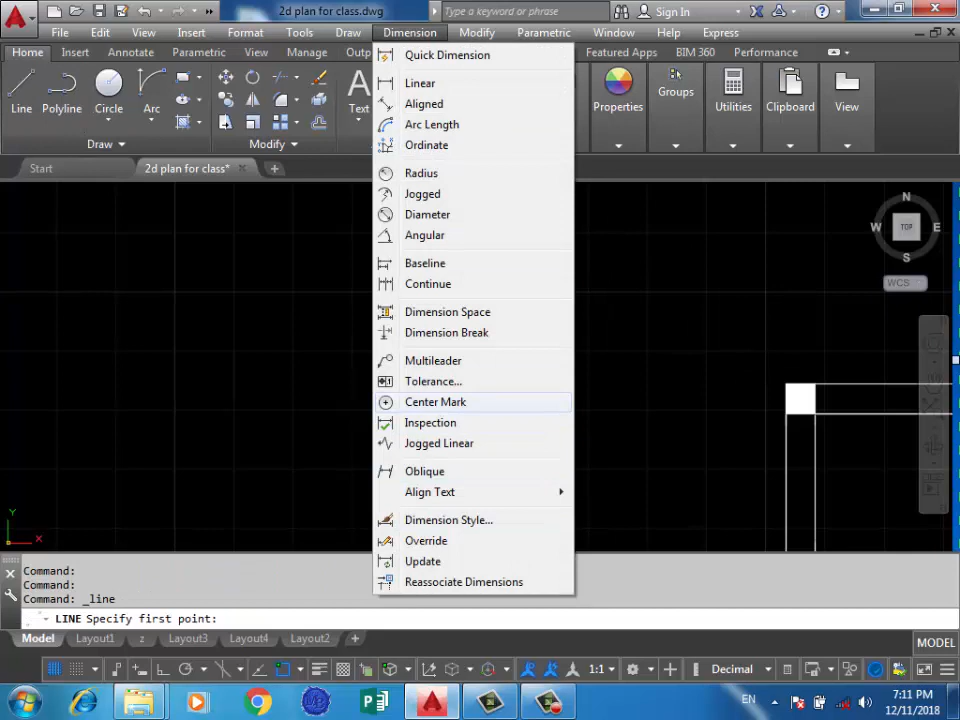 2d plan for class.dwg
Type a keyword or phrase
Sign In
File Edit View Insert Format Tools Draw Dimension Modify Parametric Window Help Express
Home Insert Annotate Parametric View Manage Featured Apps BIM 360 Performance
Line Polyline Circle Arc Text Properties Groups Utilities Clipboard View
Draw Modify
Start 2d plan for class*
Quick Dimension
Linear
Aligned
Arc Length
Ordinate
Radius
Jogged
Diameter
Angular
Baseline
Continue
Dimension Space
Dimension Break
Multileader
Tolerance...
Center Mark
Inspection
Jogged Linear
Oblique
Align Text
Dimension Style...
Override
Update
Reassociate Dimensions
N
W TOP E
S
WCS
Y
X
Command:
Command:
Command: _line
LINE Specify first point:
Model Layout1 z Layout3 Layout4 Layout2 +
MODEL
1:1 Decimal
EN
7:11 PM
12/11/2018